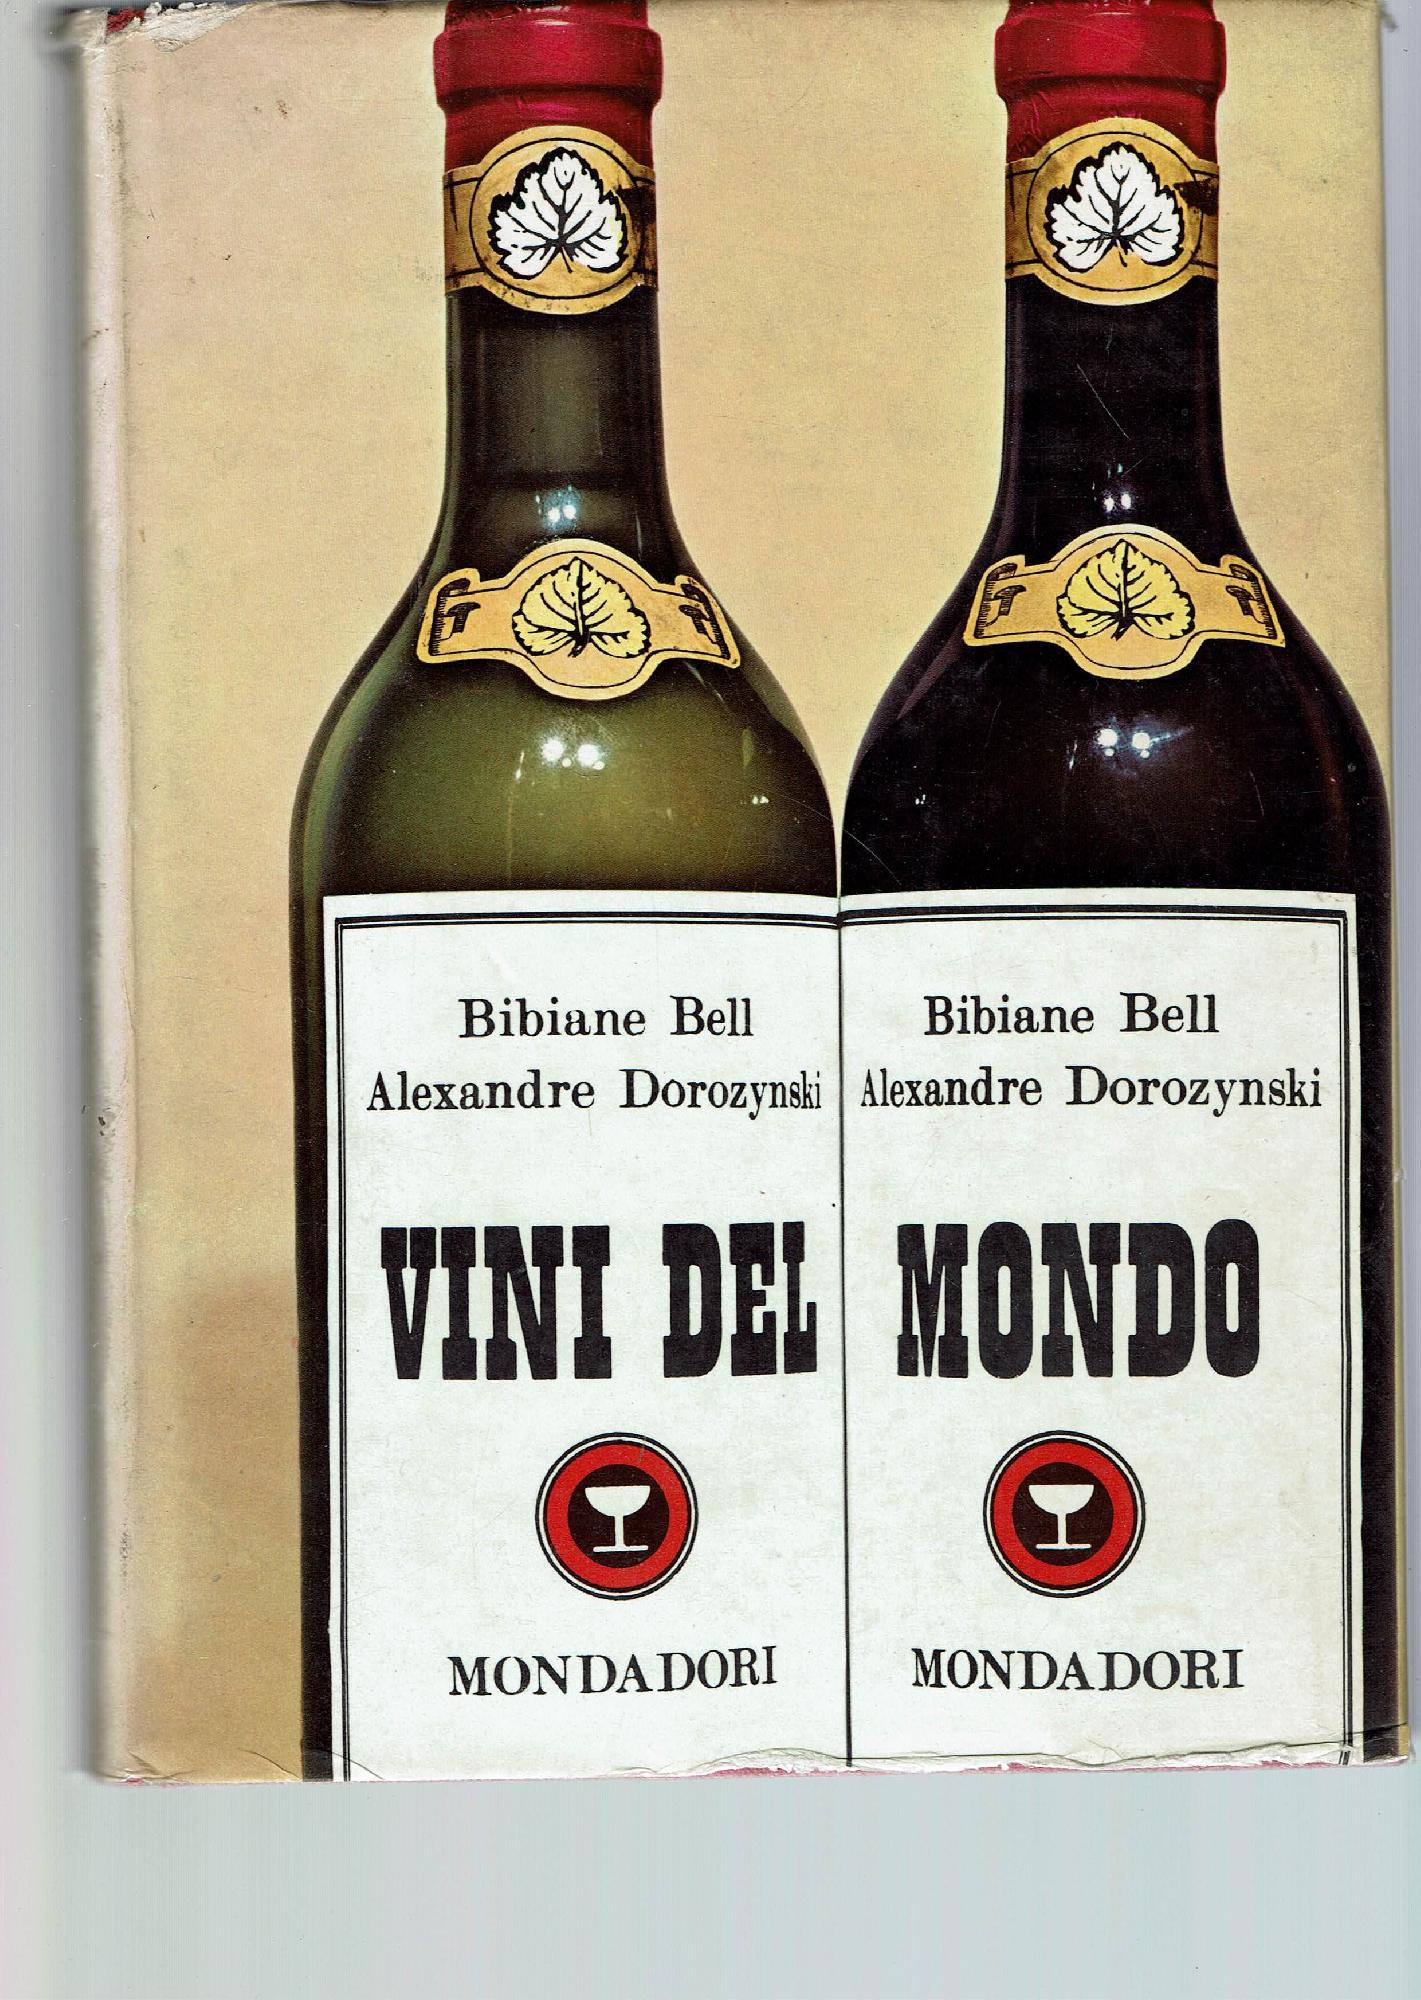 Bibiane Bell
Alexandre Dorozynski
VINI DEL
MONDADORI
Bibiane Bell
Alexandre Dorozynski
MONDO
MONDADORI